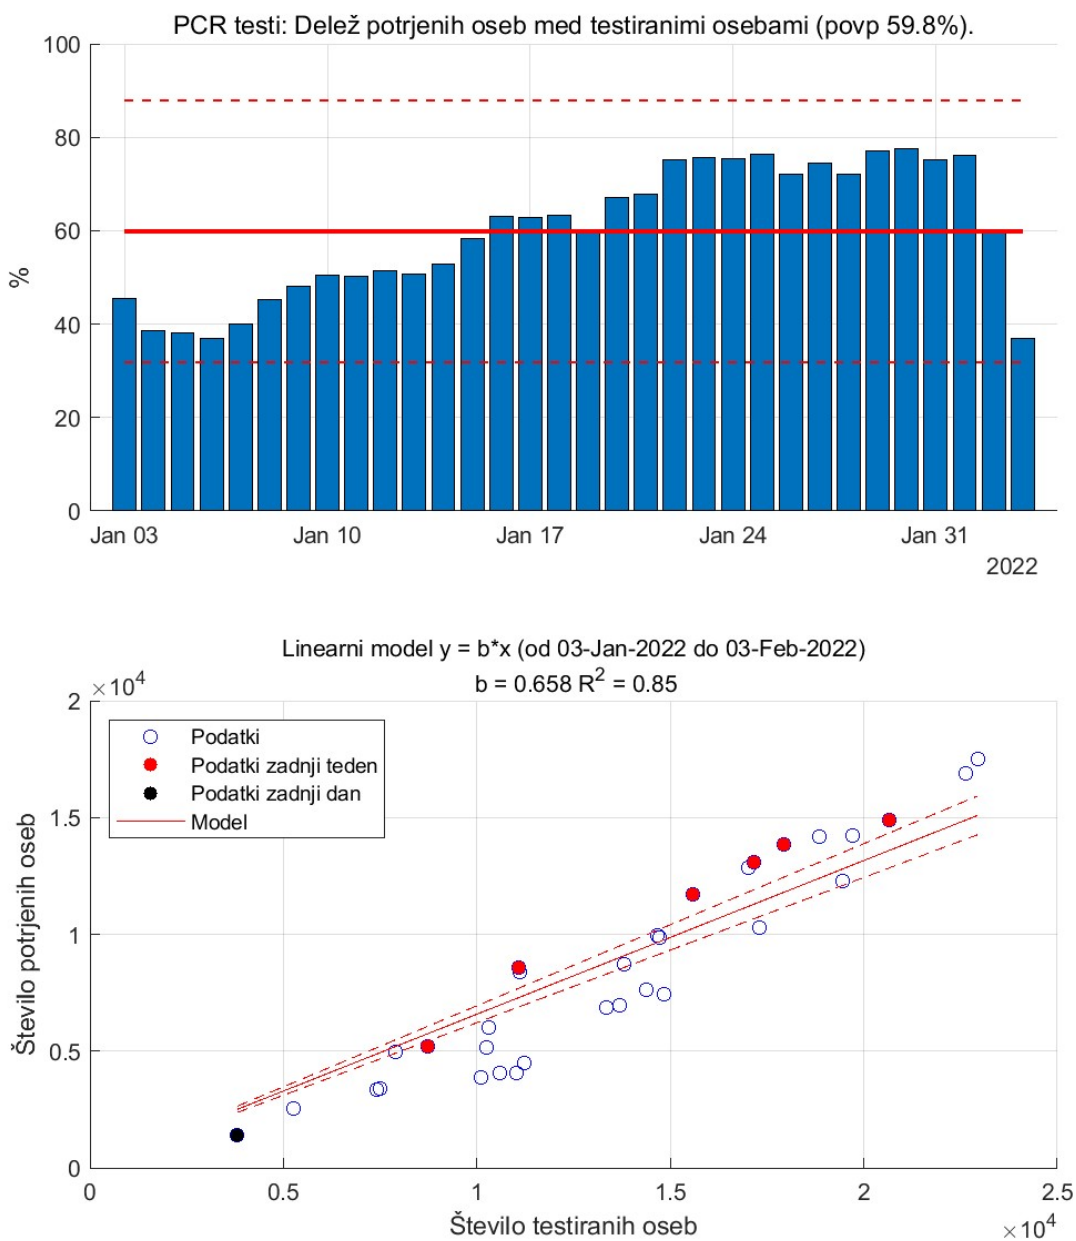 PCR testi: Delež potrjenih oseb med testiranimi osebami (povp 59.8%).
100
80
60
40
20
0
%
Jan 03 Jan 10 Jan 17 Jan 24 Jan 31
2022
Linearni model y = b*x (od 03-Jan-2022 do 03-Feb-2022)
b = 0.658 R² = 0.85
×10⁴
2
1.5
1
0.5
0
Število potrjenih oseb
Podatki
Podatki zadnji teden
Podatki zadnji dan
Model
0 0.5 1 1.5 2 2.5
Število testiranih oseb
×10⁴